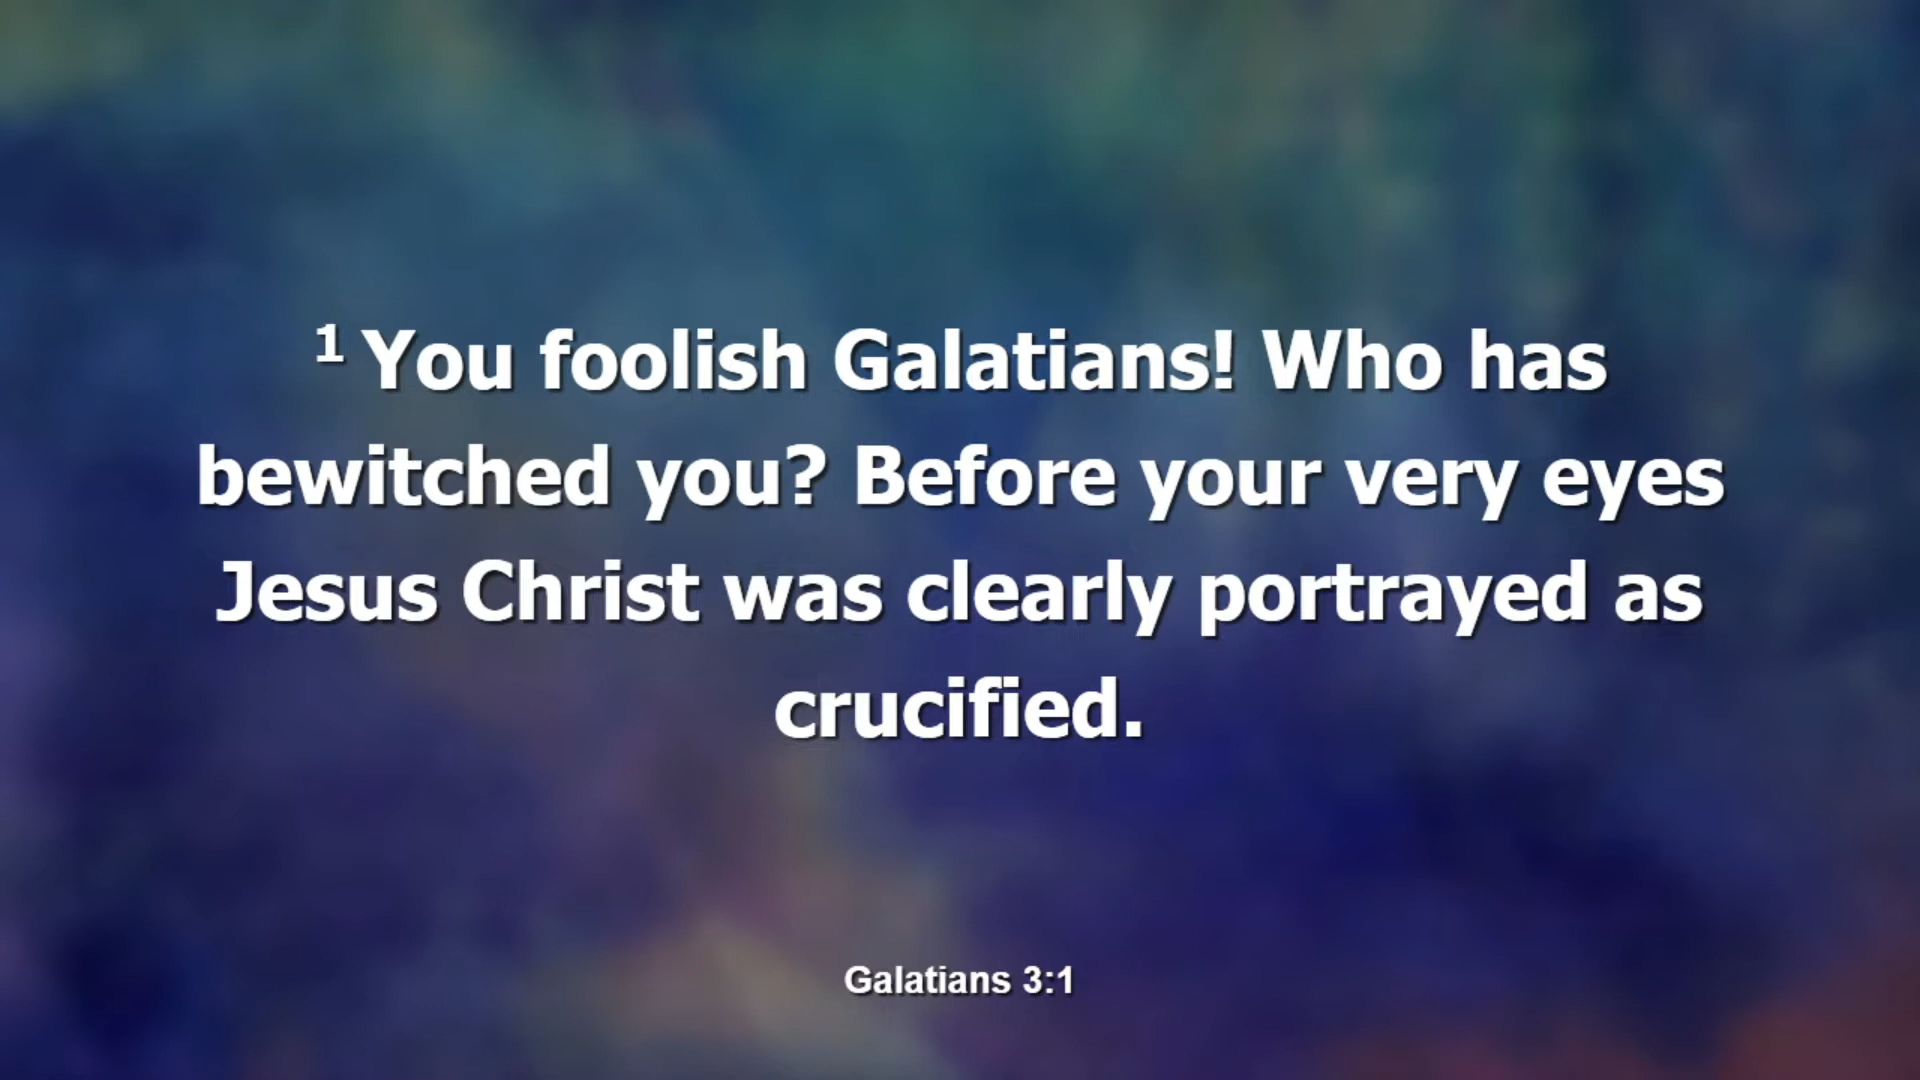 1 You foolish Galatians! Who has
bewitched you? Before your very eyes
Jesus Christ was clearly portrayed as
crucified.
Galatians 3:1